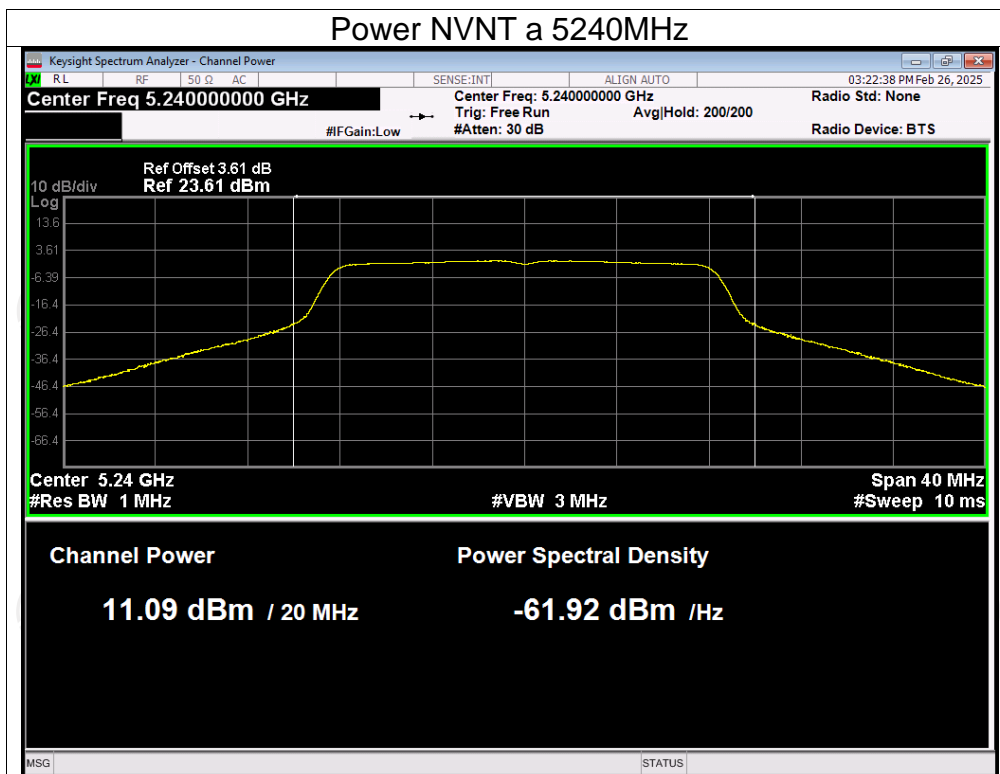 Power NVNT a 5240MHz
Keysight Spectrum Analyzer - Channel Power
LXI RL RF 50 Ω AC SENSE:INT ALIGN AUTO 03:22:38 PM Feb 26, 2025
Center Freq 5.240000000 GHz Center Freq: 5.240000000 GHz Radio Std: None
Trig: Free Run Avg|Hold: 200/200
#IFGain:Low #Atten: 30 dB Radio Device: BTS
Ref Offset 3.61 dB
10 dB/div Ref 23.61 dBm
Log
13.6
3.61
-6.39
-16.4
-26.4
-36.4
-46.4
-56.4
-66.4
Center 5.24 GHz Span 40 MHz
#Res BW 1 MHz #VBW 3 MHz #Sweep 10 ms
Channel Power Power Spectral Density
11.09 dBm / 20 MHz -61.92 dBm /Hz
MSG STATUS